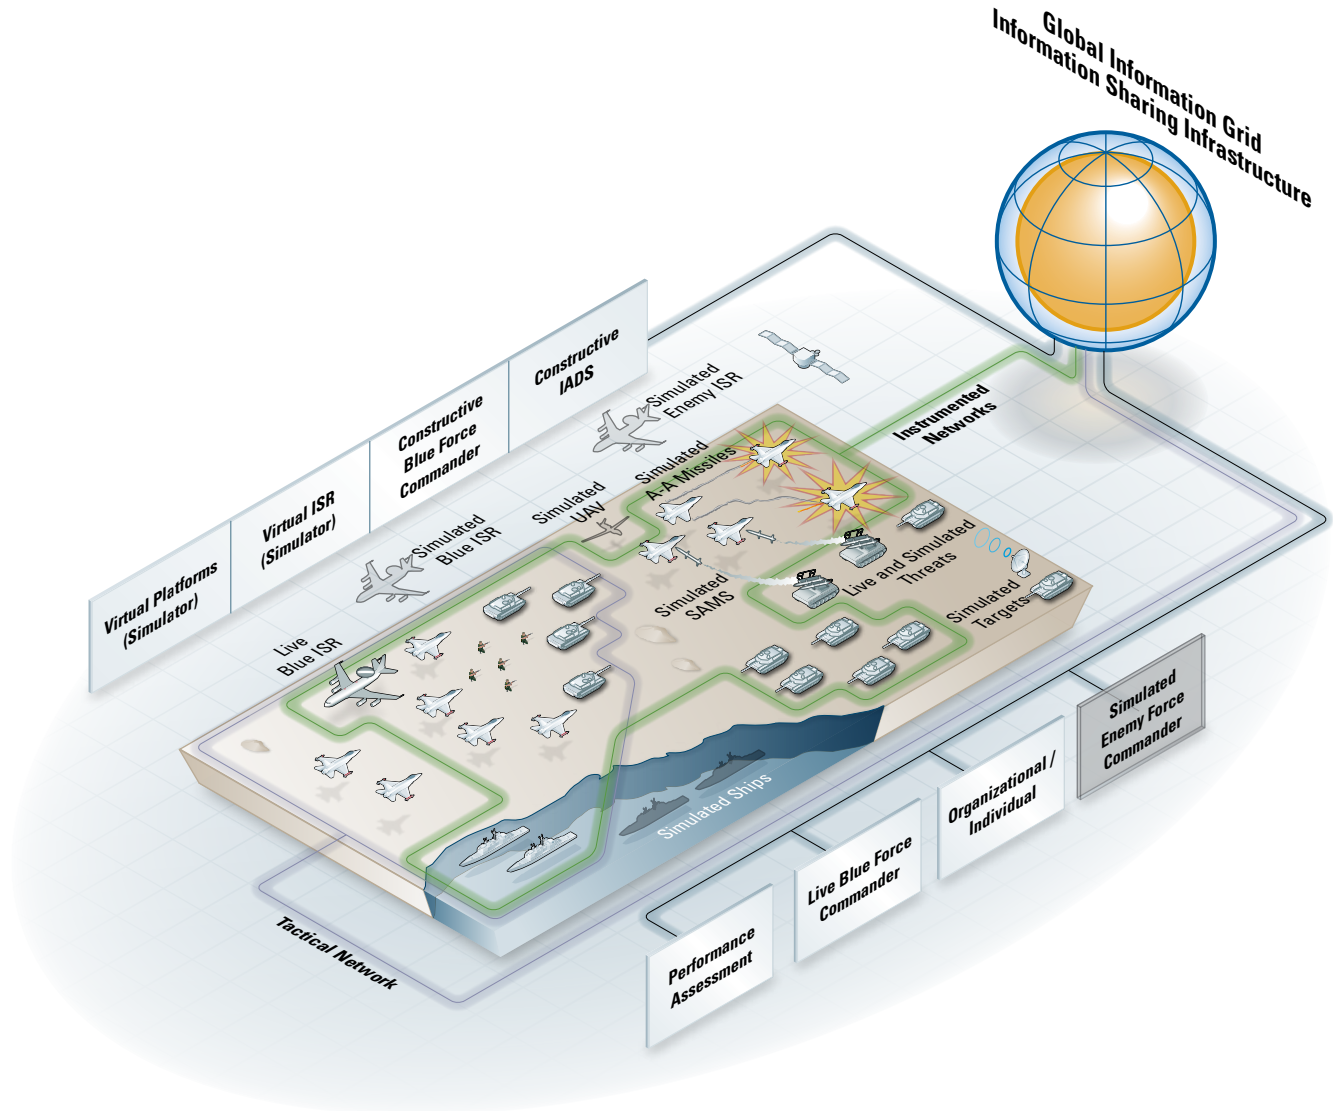 Global Information Grid
Information Sharing Infrastructure
Constructive
IADS
Simulated
Enemy ISR
Constructive
Blue Force
Commander
Instrumented
Networks
Simulated
A-A Missiles
Virtual ISR
(Simulator)
Simulated
UAV
Simulated
Blue ISR
Virtual Platforms
(Simulator)
Live and Simulated
Threats
Simulated
SAMS
Simulated
Targets
Live
Blue ISR
Simulated
Enemy Force
Commander
Simulated Ships
Organizational /
Individual
Live Blue Force
Commander
Tactical Network
Performance
Assessment